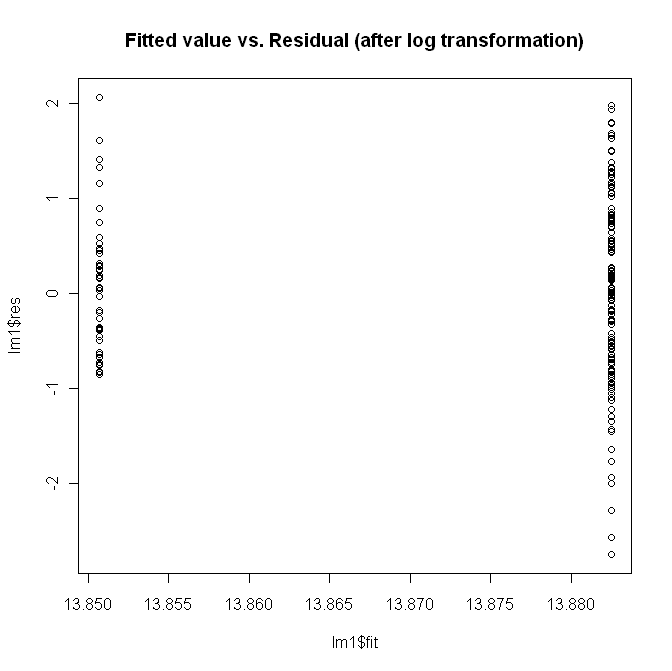 Fitted value vs. Residual (after log transformation)
lm1$res
2
1
0
-1
-2
13.850 13.855 13.860 13.865 13.870 13.875 13.880
lm1$fit